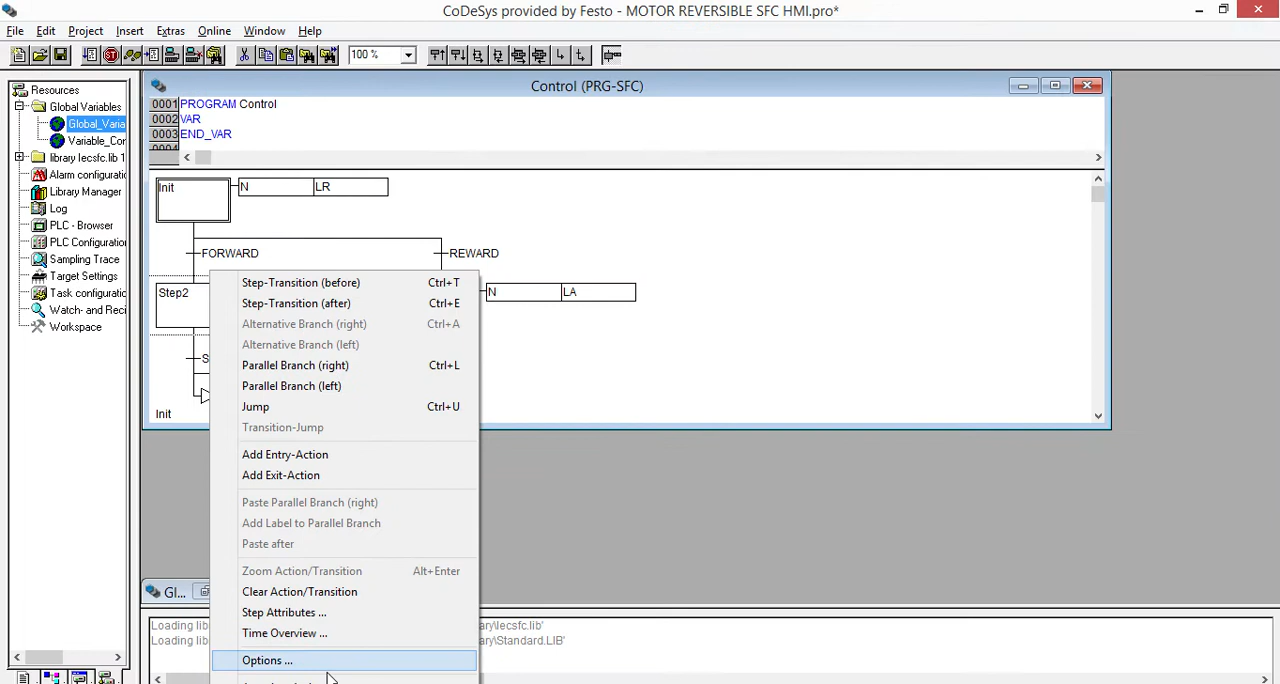 CoDeSys provided by Festo - MOTOR REVERSIBLE SFC HMI.pro*
File Edit Project Insert Extras Online Window Help
100 %
Resources
Global Variables
Global_Varia
Variable_Cor
library Iecsfc.lib 1
Alarm configuratio
Library Manager
Log
PLC - Browser
PLC Configuratio
Sampling Trace
Target Settings
Task configuratio
Watch- and Reci
Workspace
Control (PRG-SFC)
0001 PROGRAM Control
0002 VAR
0003 END_VAR
0004
Init N LR
FORWARD REWARD
Step2 N LA
S
Init
Step-Transition (before) Ctrl+T
Step-Transition (after) Ctrl+E
Alternative Branch (right) Ctrl+A
Alternative Branch (left)
Parallel Branch (right) Ctrl+L
Parallel Branch (left)
Jump Ctrl+U
Transition-Jump
Add Entry-Action
Add Exit-Action
Paste Parallel Branch (right)
Add Label to Parallel Branch
Paste after
Zoom Action/Transition Alt+Enter
Clear Action/Transition
Step Attributes ...
Time Overview ...
Options ...
Gl...
Loading lib rary\Iecsfc.lib'
Loading lib ary\Standard.LIB'